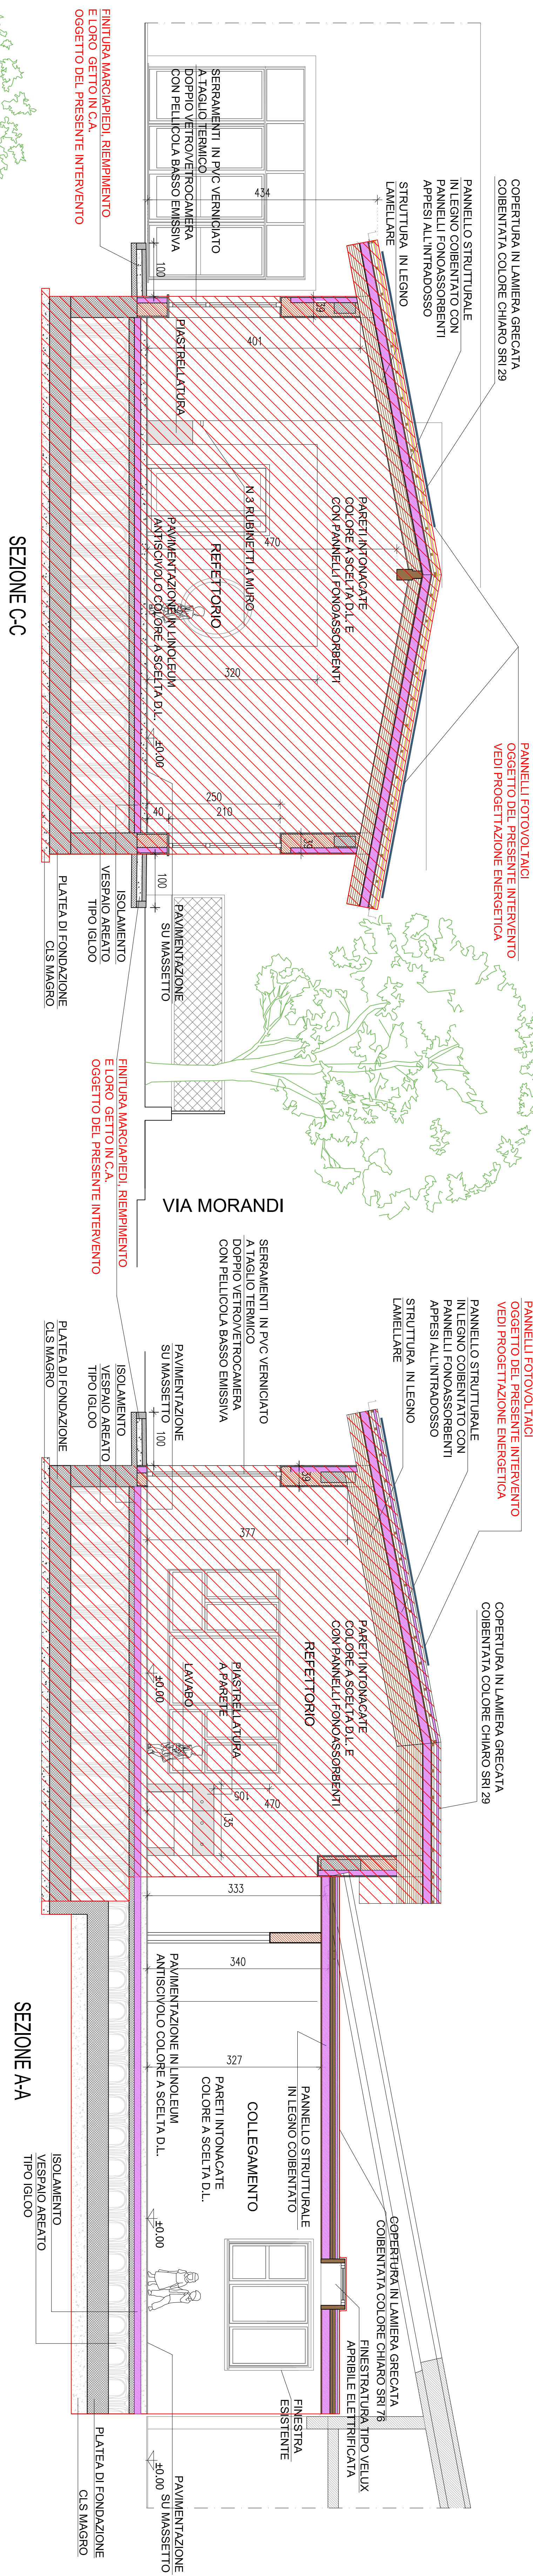 COPERTURA IN LAMIERA GRECATA
COIBENTATA COLORE CHIARO SRI 29
PANNELLO STRUTTURALE
IN LEGNO COIBENTATO CON
PANNELLI FONOASSORBENTI
APPESI ALL'INTRADOSSO
STRUTTURA IN LEGNO
LAMELLARE
434
SERRAMENTI IN PVC VERNICIATO
A TAGLIO TERMICO
DOPPIO VETRO/VETROCAMERA
CON PELLICOLA BASSO EMISSIVA
FINITURA MARCIAPIEDI, RIEMPIMENTO
E LORO GETTO IN C.A.
OGGETTO DEL PRESENTE INTERVENTO
100
39
401
PIASTRELLATURA
N 3 RUBINETTI A MURO
PARETI INTONACATE
COLORE A SCELTA D.L. E
CON PANNELLI FONOASSORBENTI
470
REFETTORIO
320
PAVIMENTAZIONE IN LINOLEUM
ANTISCIVOLO COLORE A SCELTA D.L.
±0.00
250
40
210
39
100
PANNELLI FOTOVOLTAICI
OGGETTO DEL PRESENTE INTERVENTO
VEDI PROGETTAZIONE ENERGETICA
PAVIMENTAZIONE
SU MASSETTO
ISOLAMENTO
VESPAIO AREATO
TIPO IGLOO
PLATEA DI FONDAZIONE
CLS MAGRO
SEZIONE C-C
FINITURA MARCIAPIEDI, RIEMPIMENTO
E LORO GETTO IN C.A.
OGGETTO DEL PRESENTE INTERVENTO
VIA MORANDI
PANNELLI FOTOVOLTAICI
OGGETTO DEL PRESENTE INTERVENTO
VEDI PROGETTAZIONE ENERGETICA
PANNELLO STRUTTURALE
IN LEGNO COIBENTATO CON
PANNELLI FONOASSORBENTI
APPESI ALL'INTRADOSSO
STRUTTURA IN LEGNO
LAMELLARE
SERRAMENTI IN PVC VERNICIATO
A TAGLIO TERMICO
DOPPIO VETRO/VETROCAMERA
CON PELLICOLA BASSO EMISSIVA
PAVIMENTAZIONE
SU MASSETTO
ISOLAMENTO
VESPAIO AREATO
TIPO IGLOO
PLATEA DI FONDAZIONE
CLS MAGRO
100
39
377
COPERTURA IN LAMIERA GRECATA
COIBENTATA COLORE CHIARO SRI 29
PARETI INTONACATE
COLORE A SCELTA D.L. E
CON PANNELLI FONOASSORBENTI
REFETTORIO
PIASTRELLATURA
A PARETE
LAVABO
±0.00
105
470
135
333
340
327
PAVIMENTAZIONE IN LINOLEUM
ANTISCIVOLO COLORE A SCELTA D.L.
PARETI INTONACATE
COLORE A SCELTA D.L.
COLLEGAMENTO
PANNELLO STRUTTURALE
IN LEGNO COIBENTATO
±0.00
COPERTURA IN LAMIERA GRECATA
COIBENTATA COLORE CHIARO SRI 76
FINESTRATURA TIPO VELUX
APRIBILE ELETTRIFICATA
FINESTRA
ESISTENTE
ISOLAMENTO
VESPAIO AREATO
TIPO IGLOO
PAVIMENTAZIONE
SU MASSETTO
±0.00
PLATEA DI FONDAZIONE
CLS MAGRO
SEZIONE A-A